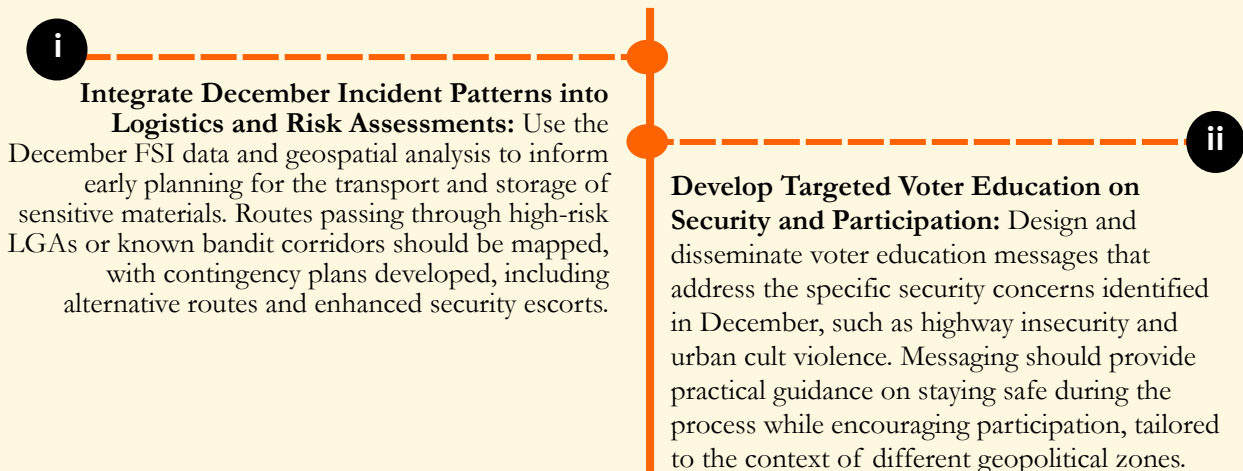 i
Integrate December Incident Patterns into
Logistics and Risk Assessments: Use the
December FSI data and geospatial analysis to inform
early planning for the transport and storage of
sensitive materials. Routes passing through high-risk
LGAs or known bandit corridors should be mapped,
with contingency plans developed, including
alternative routes and enhanced security escorts.
ii
Develop Targeted Voter Education on
Security and Participation: Design and
disseminate voter education messages that
address the specific security concerns identified
in December, such as highway insecurity and
urban cult violence. Messaging should provide
practical guidance on staying safe during the
process while encouraging participation, tailored
to the context of different geopolitical zones.